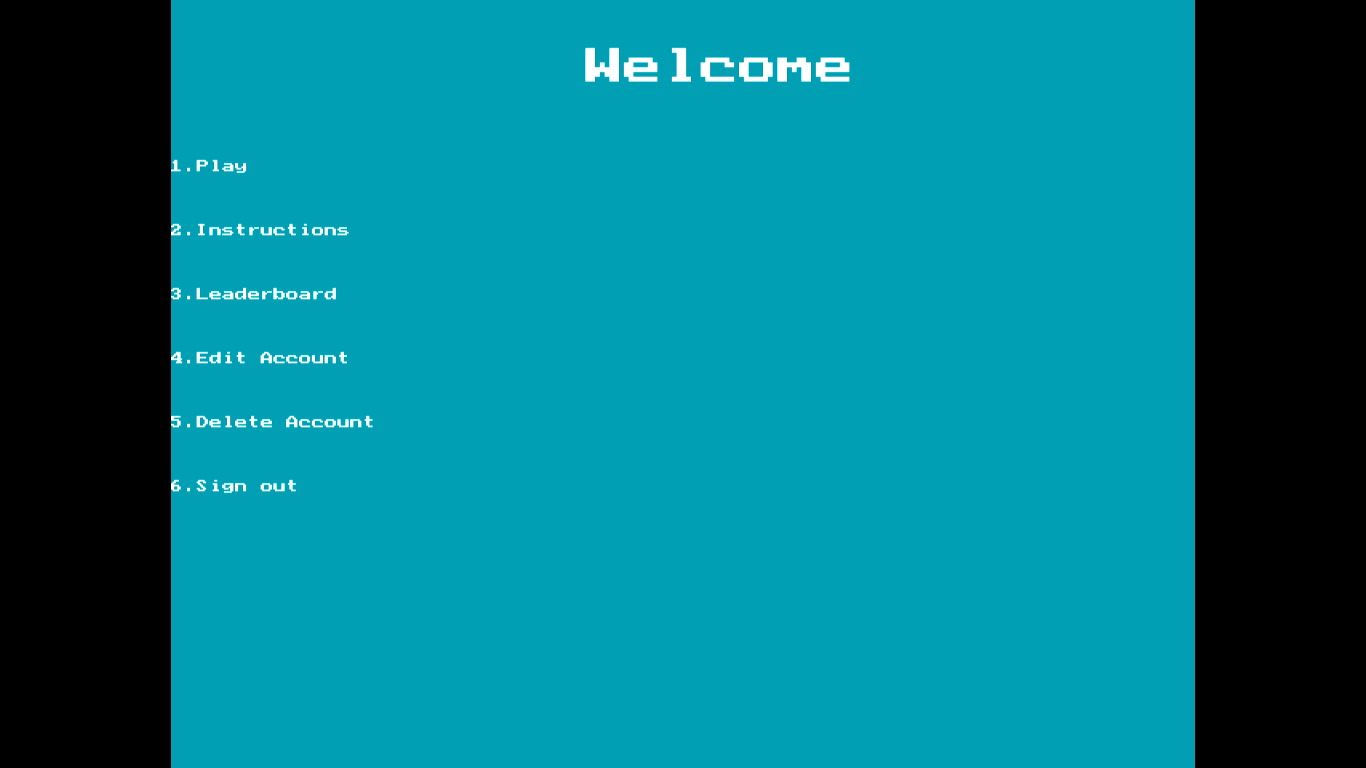 Welcome
1.Play
2.Instructions
3.Leaderboard
4.Edit Account
5.Delete Account
6.Sign out